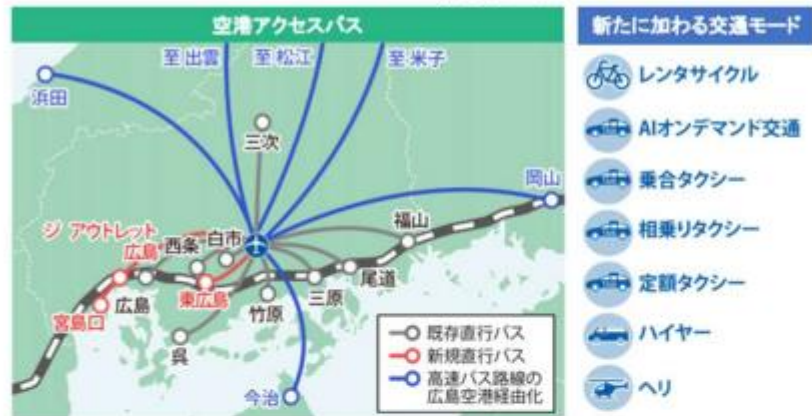 空港アクセスバス
新たに加わる交通モード
至 出雲
至 松江
至 米子
浜田
三次
岡山
ジ アウトレット
広島
西条
白市
福山
広島
東広島
竹原
三原
尾道
宮島口
呉
今治
既存直行バス
新規直行バス
高速バス路線の
広島空港経由化
レンタサイクル
AIオンデマンド交通
乗合タクシー
相乗りタクシー
定額タクシー
ハイヤー
ヘリ